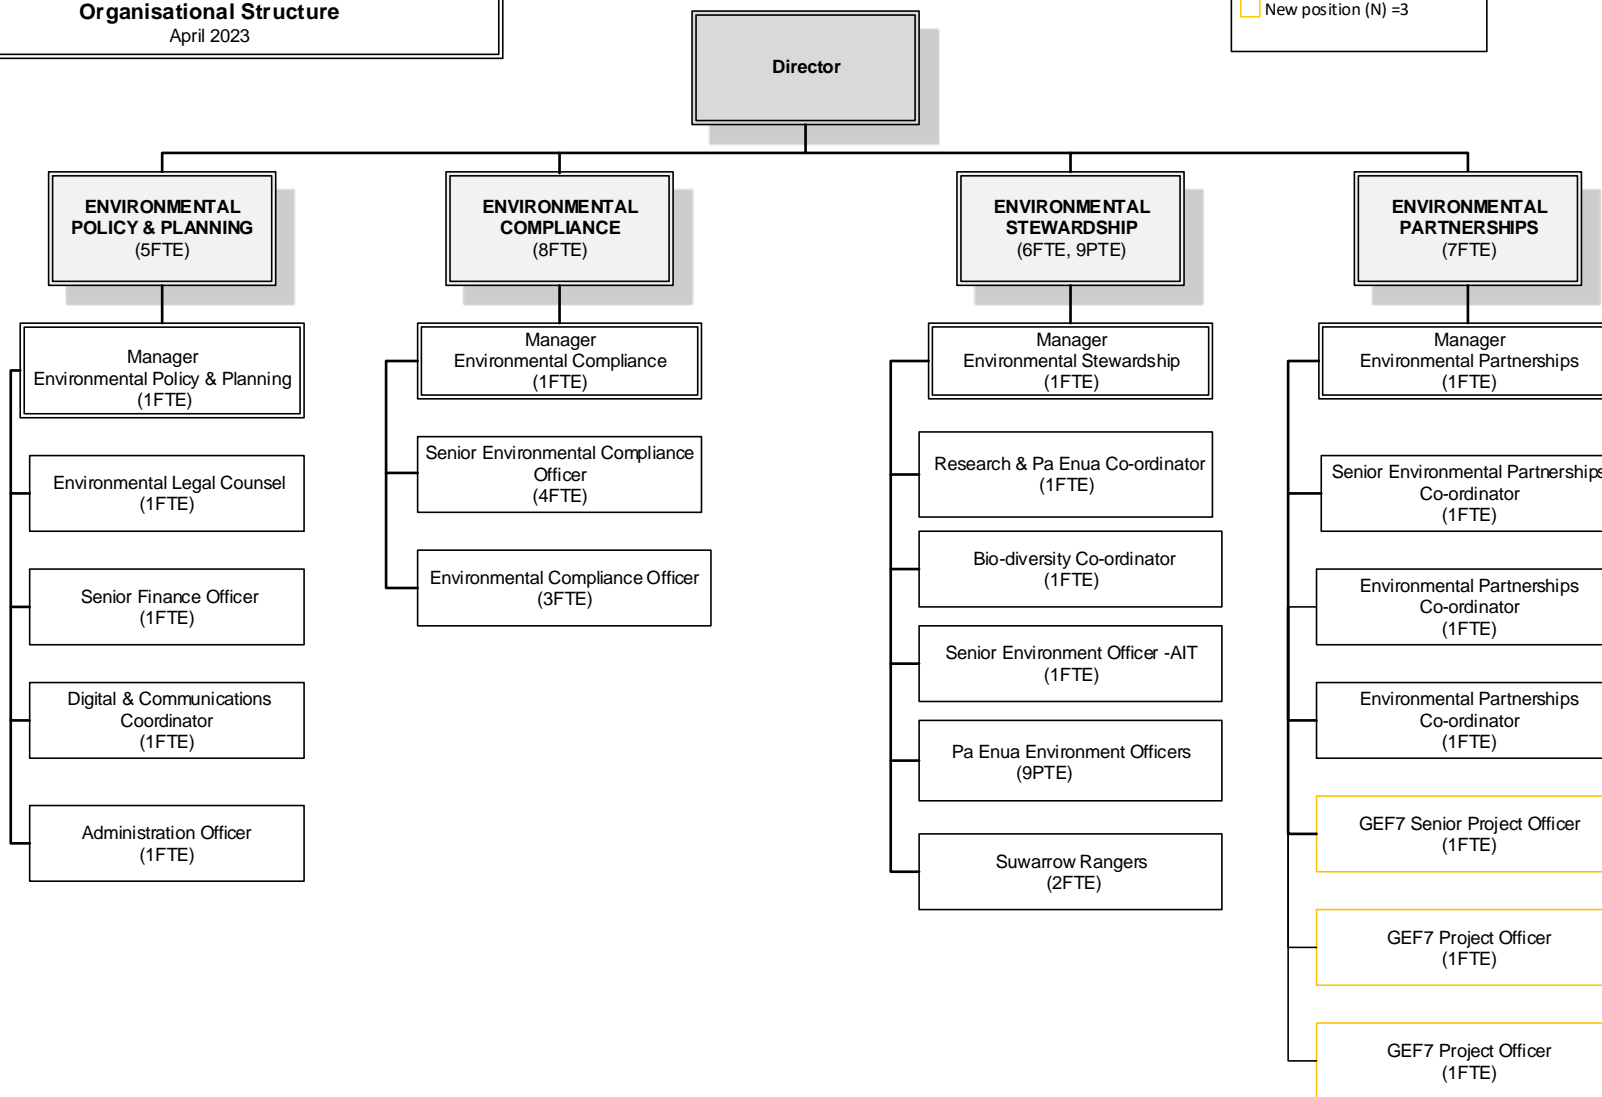 Organisational Structure
April 2023
New position (N) =3
Director
ENVIRONMENTAL
POLICY & PLANNING
(5FTE)
ENVIRONMENTAL
COMPLIANCE
(8FTE)
ENVIRONMENTAL
STEWARDSHIP
(6FTE, 9PTE)
ENVIRONMENTAL
PARTNERSHIPS
(7FTE)
Manager
Environmental Policy & Planning
(1FTE)
Environmental Legal Counsel
(1FTE)
Senior Finance Officer
(1FTE)
Digital & Communications
Coordinator
(1FTE)
Administration Officer
(1FTE)
Manager
Environmental Compliance
(1FTE)
Senior Environmental Compliance
Officer
(4FTE)
Environmental Compliance Officer
(3FTE)
Manager
Environmental Stewardship
(1FTE)
Research & Pa Enua Co-ordinator
(1FTE)
Bio-diversity Co-ordinator
(1FTE)
Senior Environment Officer -AIT
(1FTE)
Pa Enua Environment Officers
(9PTE)
Suwarrow Rangers
(2FTE)
Manager
Environmental Partnerships
(1FTE)
Senior Environmental Partnerships
Co-ordinator
(1FTE)
Environmental Partnerships
Co-ordinator
(1FTE)
Environmental Partnerships
Co-ordinator
(1FTE)
GEF7 Senior Project Officer
(1FTE)
GEF7 Project Officer
(1FTE)
GEF7 Project Officer
(1FTE)